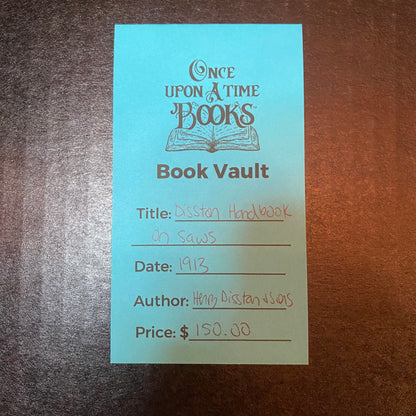 ONCE
UPON A TIME
BOOKS™
Book Vault
Title: Disston Handbook
on Saws
Date: 1913
Author: Henry Disston & Sons
Price: $ 150.00